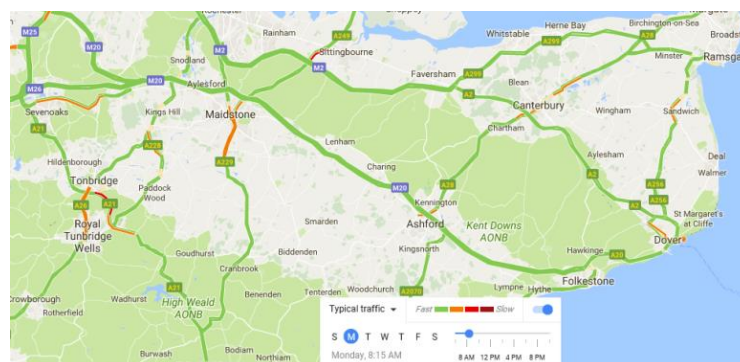 Rochester
Herne Bay
Birchington-on-Sea
M25
M20
Rainham
A249
Whitstable
A299
A28
Broadst
Snodland
M2
Sittingbourne
Minster
Ramsga
M26
M20
Aylesford
M2
Faversham
A299
Blean
Sevenoaks
Kings Hill
Maidstone
A2
Canterbury
Wingham
Sandwich
A21
Chartham
Hildenborough
A228
A229
Lenham
Aylesham
Deal
Tonbridge
Charing
Walmer
Paddock
Wood
M20
A28
Kennington
A2
A256
A26
A21
Smarden
Ashford
Kent Downs
AONB
A2
A256
St Margaret's
at Cliffe
Royal
Tunbridge
Wells
Goudhurst
Biddenden
Kingsnorth
Hawkinge
Dover
Cranbrook
A20
Crowborough
Wadhurst
A21
High Weald
AONB
Benenden
Tenterden
Woodchurch
A2070
Lympne
Hythe
Folkestone
Rotherfield
Typical traffic
Fast
Slow
Burwash
Bodiam
Northiam
S M T W T F S
Monday, 8:15 AM
8 AM 12 PM 4 PM 8 PM